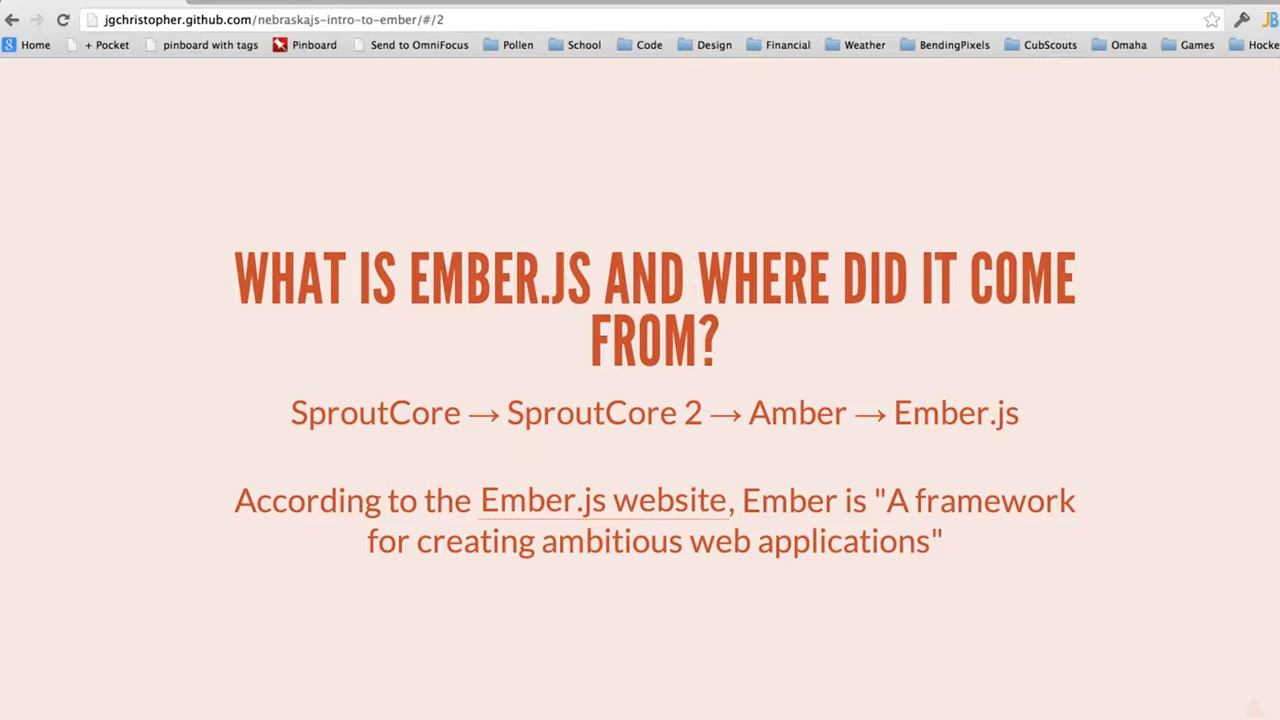 jgchristopher.github.com/nebraskajs-intro-to-ember/#/2
Home + Pocket pinboard with tags Pinboard Send to OmniFocus Pollen School Code Design Financial Weather BendingPixels CubScouts Omaha Games Hocke
WHAT IS EMBER.JS AND WHERE DID IT COME
FROM?
SproutCore → SproutCore 2 → Amber → Ember.js
According to the Ember.js website, Ember is "A framework
for creating ambitious web applications"